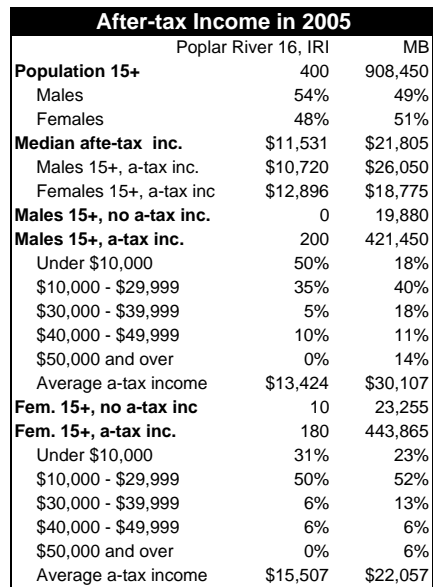 After-tax Income in 2005
Poplar River 16, IRI MB
Population 15+ 400 908,450
Males 54% 49%
Females 48% 51%
Median afte-tax inc. $11,531 $21,805
Males 15+, a-tax inc. $10,720 $26,050
Females 15+, a-tax inc $12,896 $18,775
Males 15+, no a-tax inc. 0 19,880
Males 15+, a-tax inc. 200 421,450
Under $10,000 50% 18%
$10,000 - $29,999 35% 40%
$30,000 - $39,999 5% 18%
$40,000 - $49,999 10% 11%
$50,000 and over 0% 14%
Average a-tax income $13,424 $30,107
Fem. 15+, no a-tax inc 10 23,255
Fem. 15+, a-tax inc. 180 443,865
Under $10,000 31% 23%
$10,000 - $29,999 50% 52%
$30,000 - $39,999 6% 13%
$40,000 - $49,999 6% 6%
$50,000 and over 0% 6%
Average a-tax income $15,507 $22,057